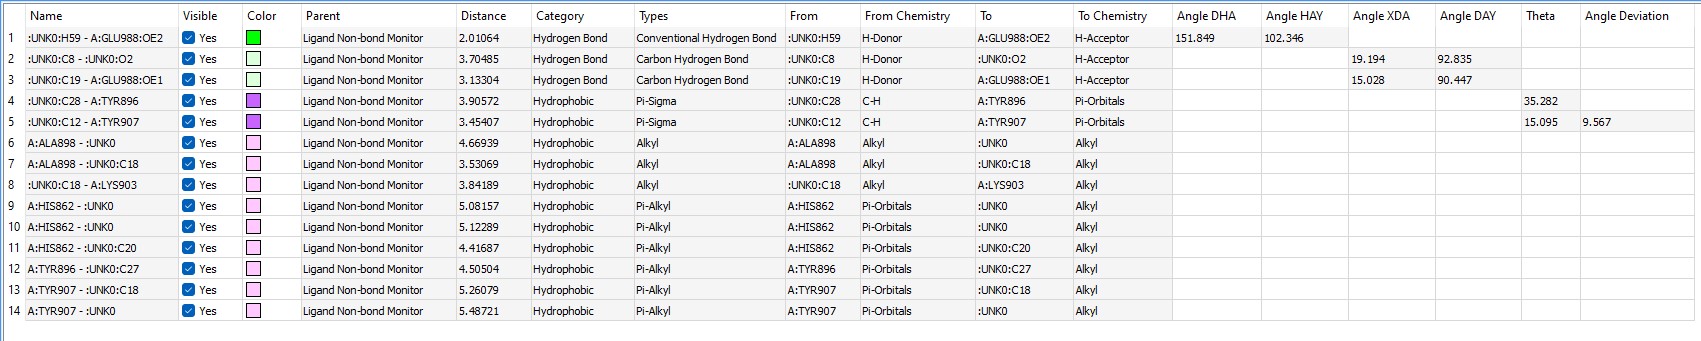 Name Visible Color Parent Distance Category Types From From Chemistry To To Chemistry Angle DHA Angle HAY Angle XDA Angle DAY Theta Angle Deviation
1 :UNK0:H59 - A:GLU988:OE2 Yes Ligand Non-bond Monitor 2.01064 Hydrogen Bond Conventional Hydrogen Bond :UNK0:H59 H-Donor A:GLU988:OE2 H-Acceptor 151.849 102.346
2 :UNK0:C8 - :UNK0:O2 Yes Ligand Non-bond Monitor 3.70485 Hydrogen Bond Carbon Hydrogen Bond :UNK0:C8 H-Donor :UNK0:O2 H-Acceptor 19.194 92.835
3 :UNK0:C19 - A:GLU988:OE1 Yes Ligand Non-bond Monitor 3.13304 Hydrogen Bond Carbon Hydrogen Bond :UNK0:C19 H-Donor A:GLU988:OE1 H-Acceptor 15.028 90.447
4 :UNK0:C28 - A:TYR896 Yes Ligand Non-bond Monitor 3.90572 Hydrophobic Pi-Sigma :UNK0:C28 C-H A:TYR896 Pi-Orbitals 35.282
5 :UNK0:C12 - A:TYR907 Yes Ligand Non-bond Monitor 3.45407 Hydrophobic Pi-Sigma :UNK0:C12 C-H A:TYR907 Pi-Orbitals 15.095 9.567
6 A:ALA898 - :UNK0 Yes Ligand Non-bond Monitor 4.66939 Hydrophobic Alkyl A:ALA898 Alkyl :UNK0 Alkyl
7 A:ALA898 - :UNK0:C18 Yes Ligand Non-bond Monitor 3.53069 Hydrophobic Alkyl A:ALA898 Alkyl :UNK0:C18 Alkyl
8 :UNK0:C18 - A:LYS903 Yes Ligand Non-bond Monitor 3.84189 Hydrophobic Alkyl :UNK0:C18 Alkyl A:LYS903 Alkyl
9 A:HIS862 - :UNK0 Yes Ligand Non-bond Monitor 5.08157 Hydrophobic Pi-Alkyl A:HIS862 Pi-Orbitals :UNK0 Alkyl
10 A:HIS862 - :UNK0 Yes Ligand Non-bond Monitor 5.12289 Hydrophobic Pi-Alkyl A:HIS862 Pi-Orbitals :UNK0 Alkyl
11 A:HIS862 - :UNK0:C20 Yes Ligand Non-bond Monitor 4.41687 Hydrophobic Pi-Alkyl A:HIS862 Pi-Orbitals :UNK0:C20 Alkyl
12 A:TYR896 - :UNK0:C27 Yes Ligand Non-bond Monitor 4.50504 Hydrophobic Pi-Alkyl A:TYR896 Pi-Orbitals :UNK0:C27 Alkyl
13 A:TYR907 - :UNK0:C18 Yes Ligand Non-bond Monitor 5.26079 Hydrophobic Pi-Alkyl A:TYR907 Pi-Orbitals :UNK0:C18 Alkyl
14 A:TYR907 - :UNK0 Yes Ligand Non-bond Monitor 5.48721 Hydrophobic Pi-Alkyl A:TYR907 Pi-Orbitals :UNK0 Alkyl